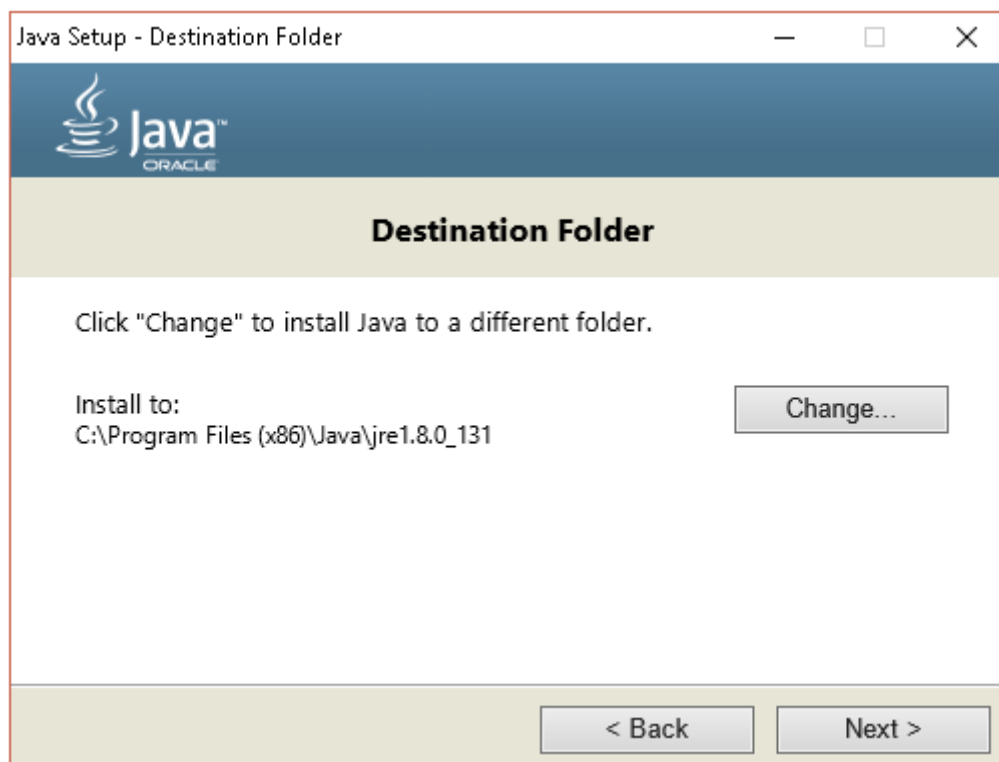 Java Setup - Destination Folder
Java™
ORACLE
Destination Folder
Click "Change" to install Java to a different folder.
Install to:
C:\Program Files (x86)\Java\jre1.8.0_131
Change...
< Back
Next >